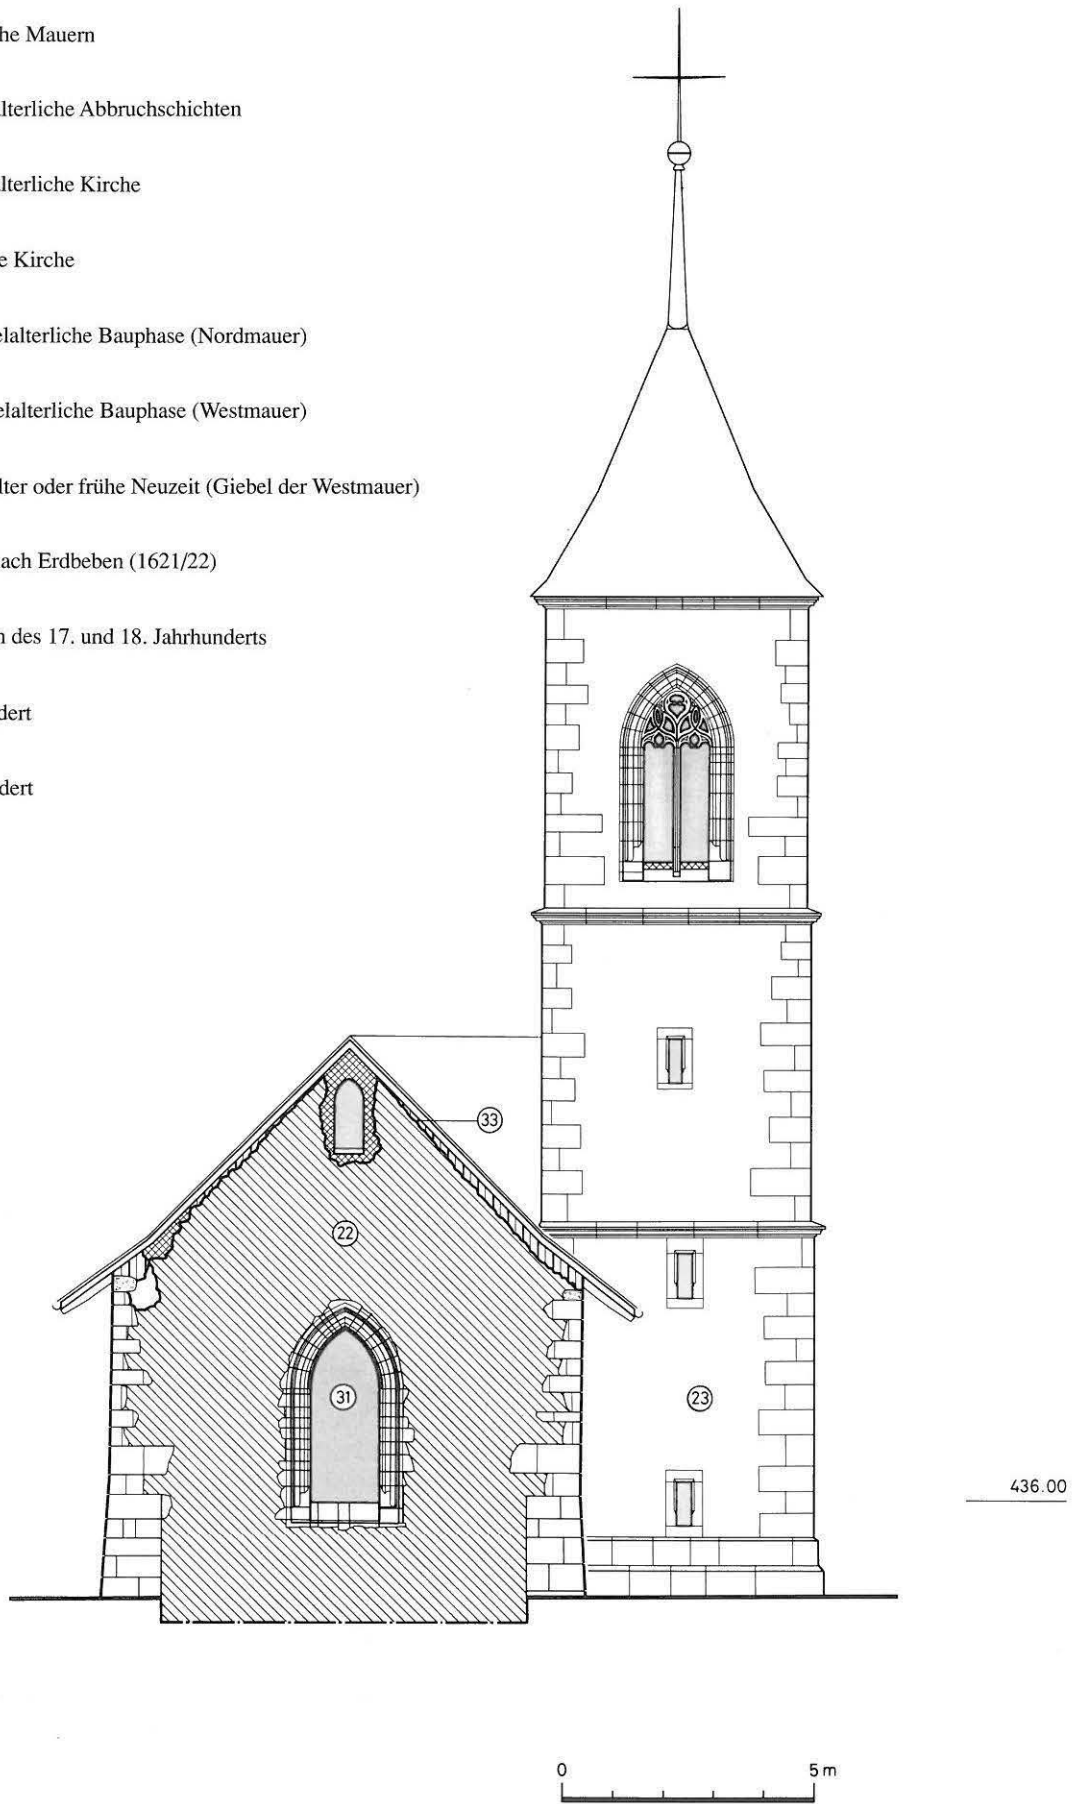 he Mauern
lterliche Abbruchschichten
lterliche Kirche
e Kirche
elalterliche Bauphase (Nordmauer)
elalterliche Bauphase (Westmauer)
lter oder frühe Neuzeit (Giebel der Westmauer)
ach Erdbeben (1621/22)
n des 17. und 18. Jahrhunderts
dert
dert
33
22
31
23
436.00
0 5 m